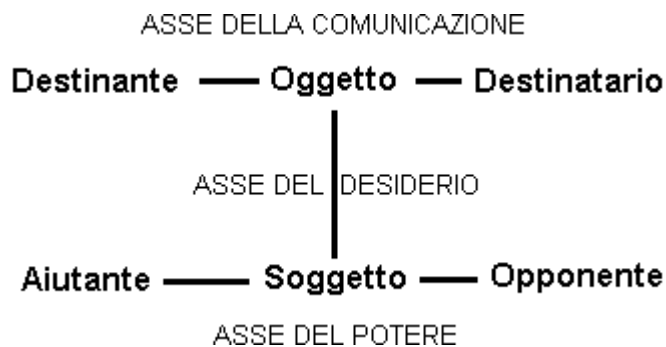 ASSE DELLA COMUNICAZIONE
Destinante Oggetto Destinatario
ASSE DEL DESIDERIO
Aiutante Soggetto Opponente
ASSE DEL POTERE